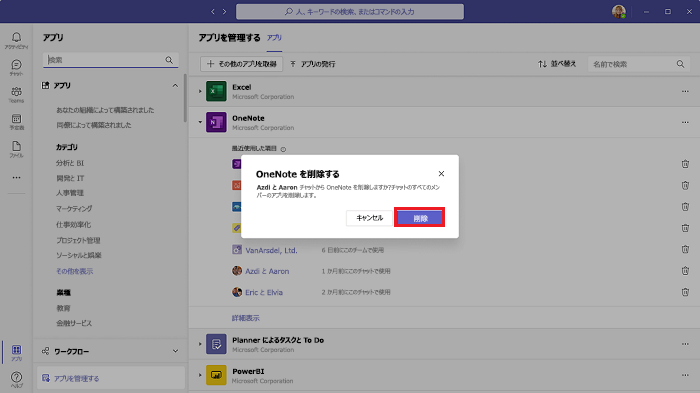 人、キーワードの検索、またはコマンドの入力
アクティビティ
チャット
Teams
予定表
ファイル
アプリ
ヘルプ
アプリ
検索
アプリ
あなたの組織によって構築されました
同僚によって構築されました
カテゴリ
分析と BI
開発と IT
人事管理
マーケティング
仕事効率化
プロジェクト管理
ソーシャルと娯楽
その他を表示
業種
教育
金融サービス
ワークフロー
アプリを管理する
アプリを管理する アプリ
+ その他のアプリを取得
アプリの発行
並べ替え
名前で検索
Excel
Microsoft Corporation
OneNote
Microsoft Corporation
最近使用した項目
OneNote を削除する
Azdi と Aaron チャットから OneNote を削除しますか?チャットのすべてのメン
バーのアプリを削除します。
キャンセル
削除
VanArsdel, Ltd. 6 日前にこのチームで使用
Azdi と Aaron 1 か月前にこのチャットで使用
Eric と Elvia 2 か月前にこのチャットで使用
詳細表示
Planner によるタスクと To Do
Microsoft Corporation
PowerBI
Microsoft Corporation